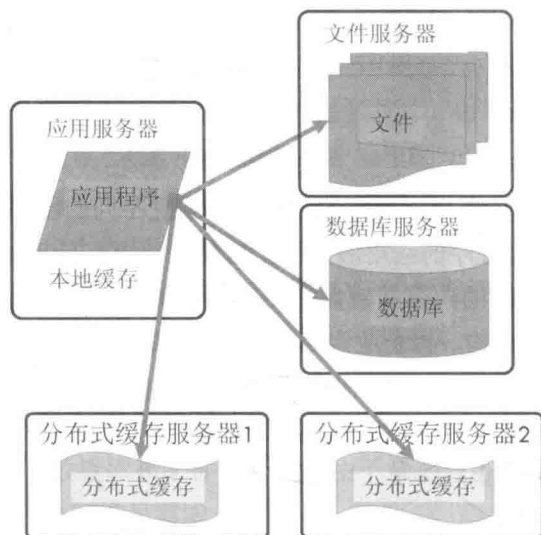 文件服务器
文件
应用服务器
应用程序
本地缓存
数据库服务器
数据库
分布式缓存服务器1
分布式缓存
分布式缓存服务器2
分布式缓存